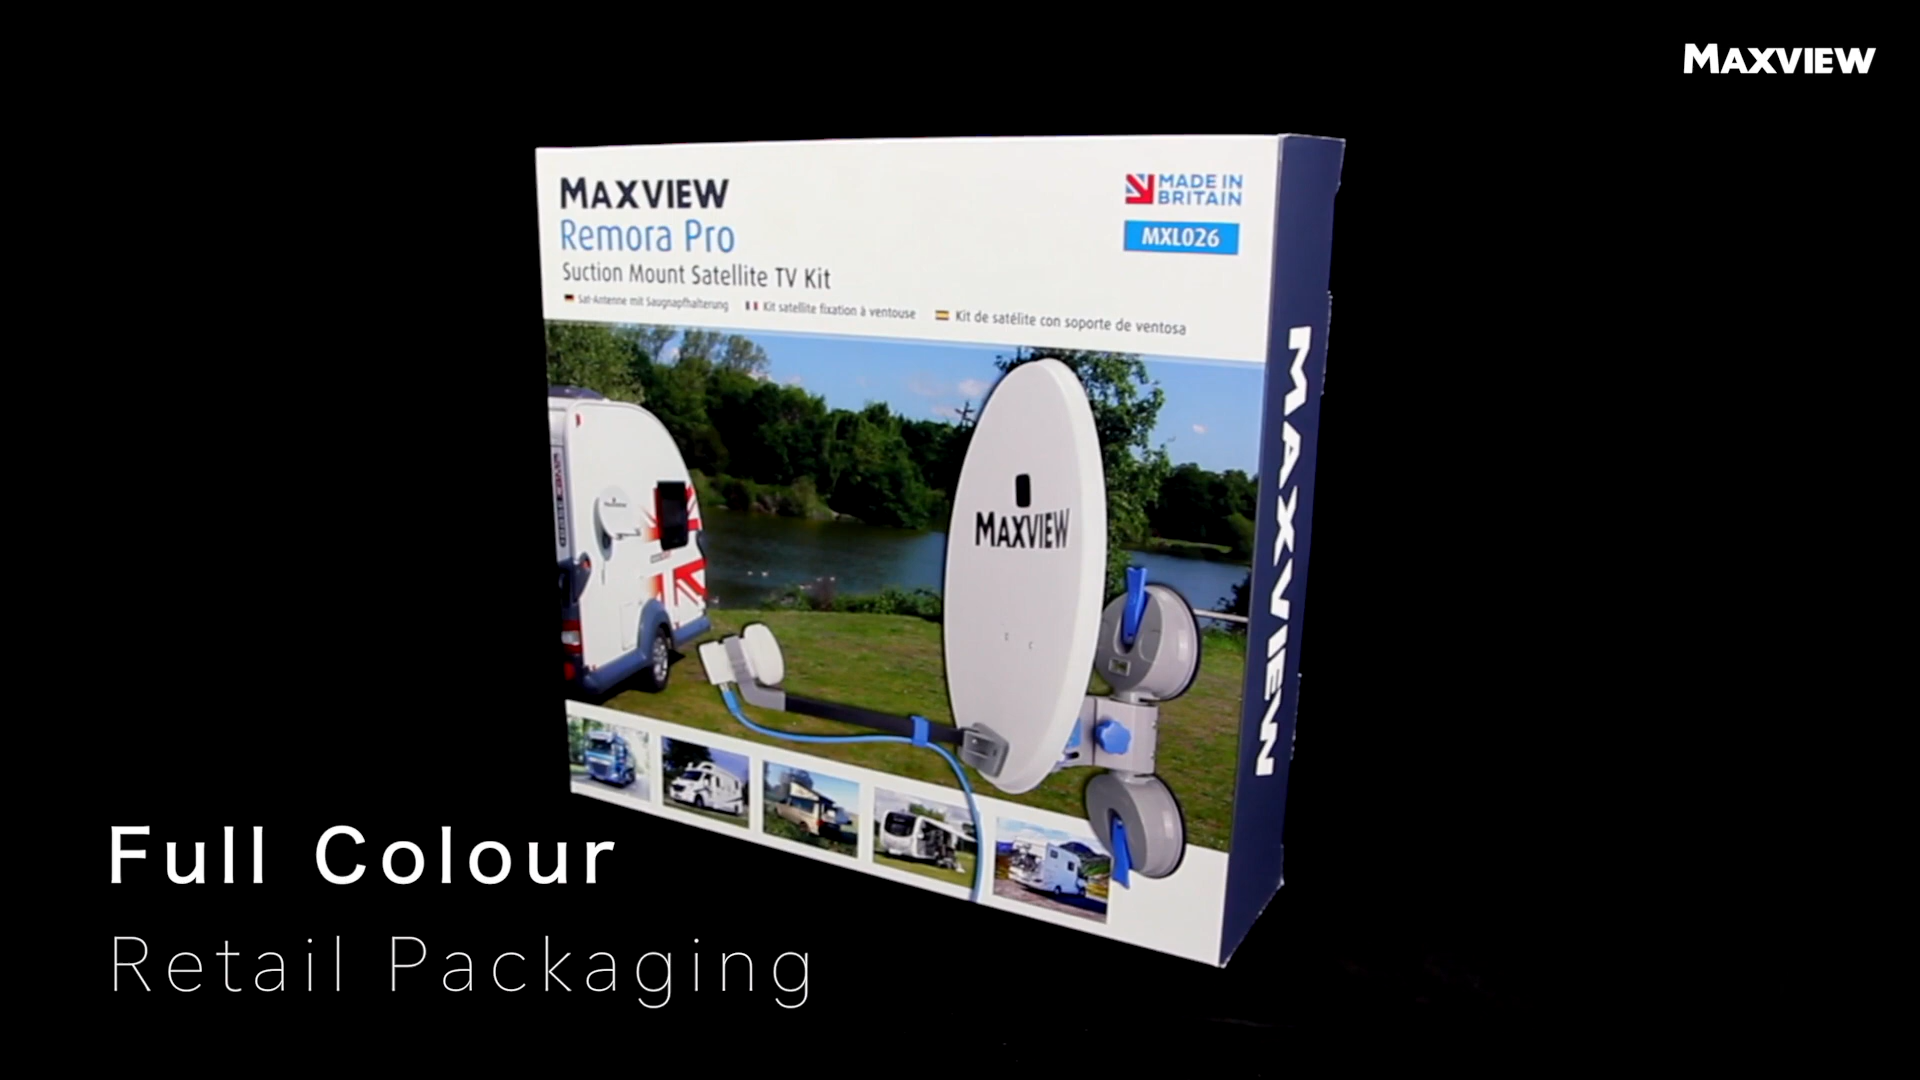 MAXVIEW
MAXVIEW
Remora Pro
Suction Mount Satellite TV Kit
Sat-Antenne mit Saugnapfhalterung
Kit satellite fixation à ventouse
Kit de satélite con soporte de ventosa
MADE IN
BRITAIN
MXL026
MAXVIEW
MAXVIEW
Full Colour
Retail Packaging